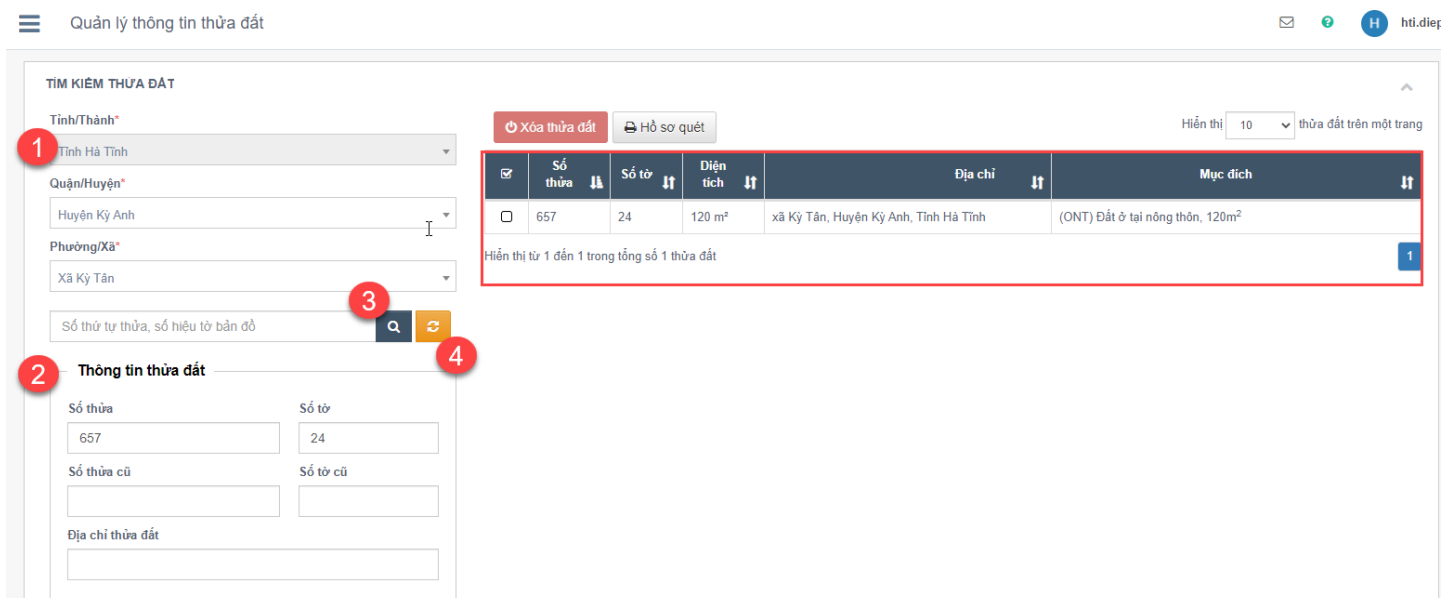 Quản lý thông tin thửa đất
H hti.diep
TÌM KIẾM THỬA ĐẤT
Tỉnh/Thành*
1
Tỉnh Hà Tĩnh
Quận/Huyện*
Huyện Kỳ Anh
Phường/Xã*
Xã Kỳ Tân
3
Số thứ tự thửa, số hiệu tờ bản đồ
4
2
Thông tin thửa đất
Số thửa Số tờ
657 24
Số thửa cũ Số tờ cũ
Địa chỉ thửa đất
Xóa thửa đất Hồ sơ quét
Hiển thị 10 thửa đất trên một trang
Số thửa Số tờ Diện tích Địa chỉ Mục đích
657 24 120 m² xã Kỳ Tân, Huyện Kỳ Anh, Tỉnh Hà Tĩnh (ONT) Đất ở tại nông thôn, 120m²
Hiển thị từ 1 đến 1 trong tổng số 1 thửa đất
1